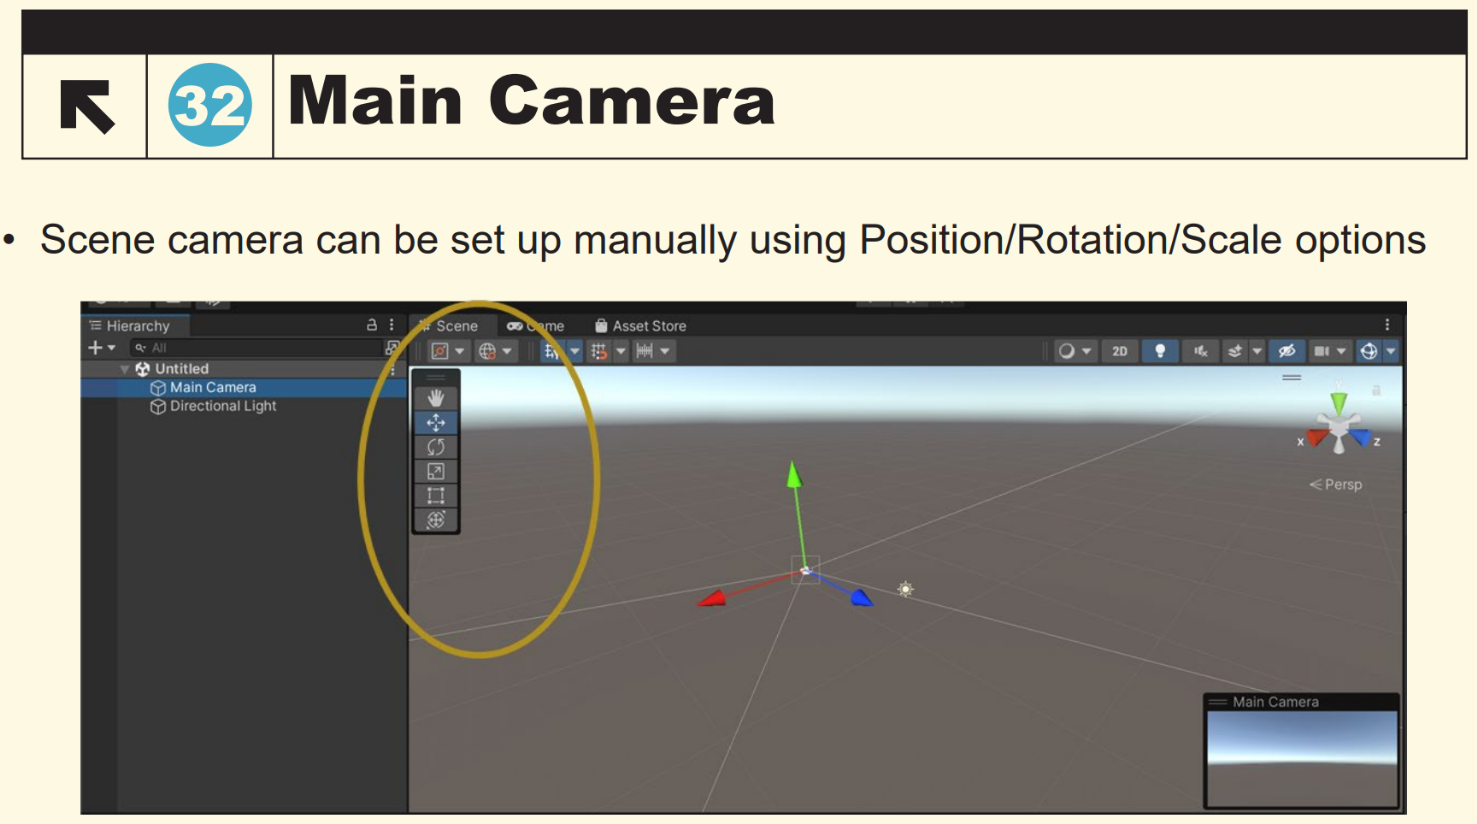 32 Main Camera
• Scene camera can be set up manually using Position/Rotation/Scale options
Hierarchy
Scene Game Asset Store
All
2D
Untitled
Main Camera
Directional Light
x z
Persp
Main Camera